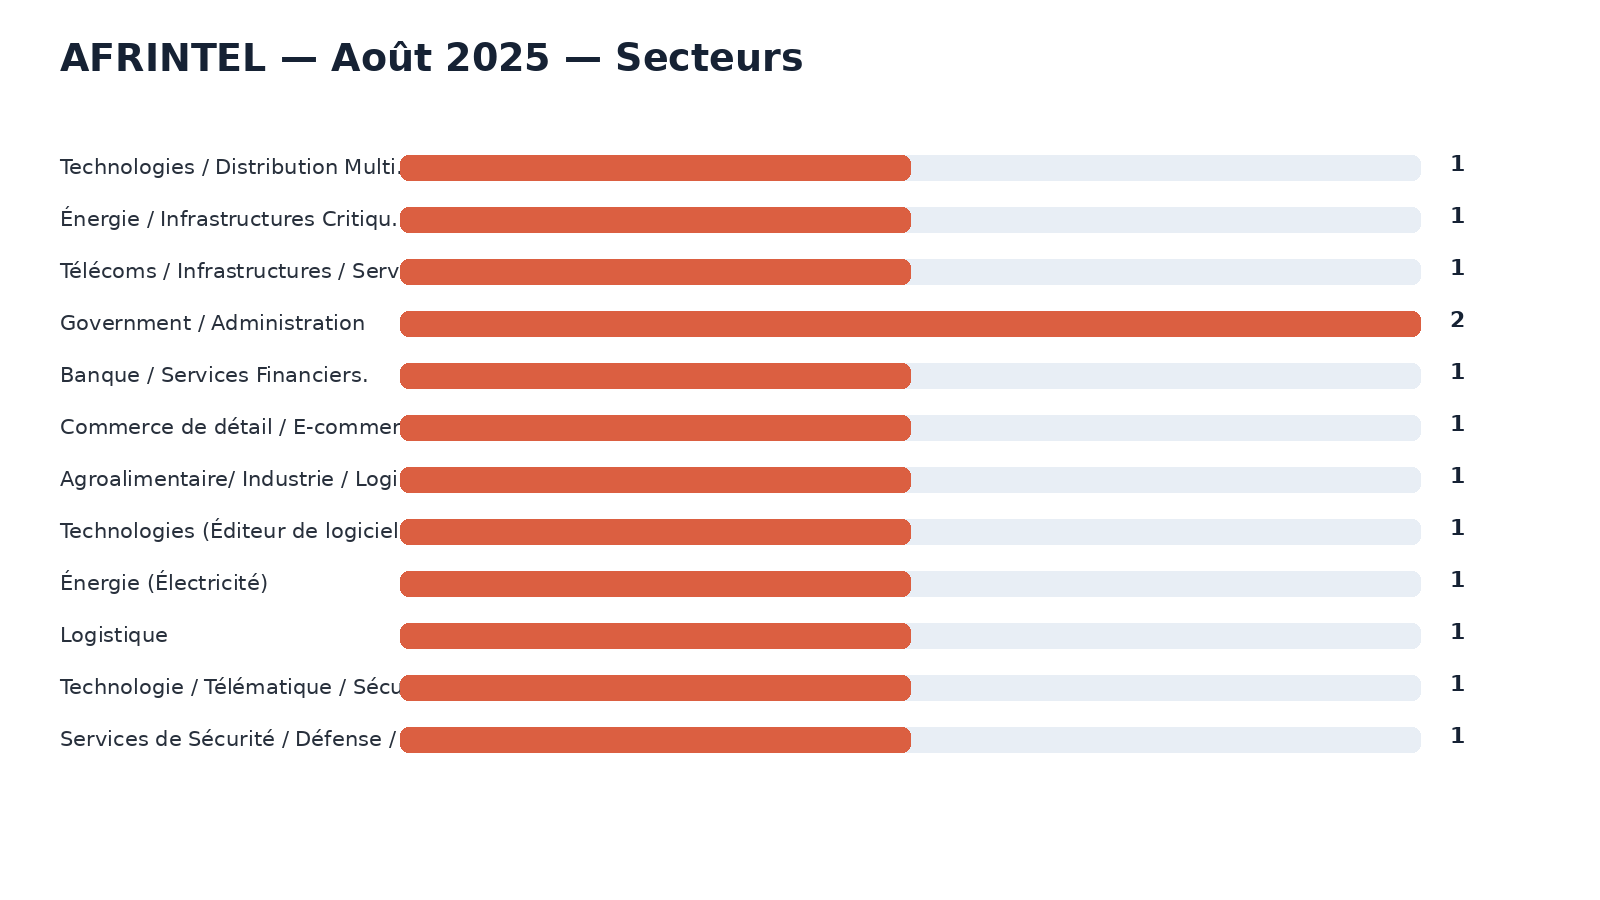 AFRINTEL — Août 2025 — Secteurs
Technologies / Distribution Multi. 1
Énergie / Infrastructures Critiqu. 1
Télécoms / Infrastructures / Serv 1
Government / Administration 2
Banque / Services Financiers. 1
Commerce de détail / E-commer 1
Agroalimentaire/ Industrie / Logi 1
Technologies (Éditeur de logiciel 1
Énergie (Électricité) 1
Logistique 1
Technologie / Télématique / Sécu 1
Services de Sécurité / Défense / 1